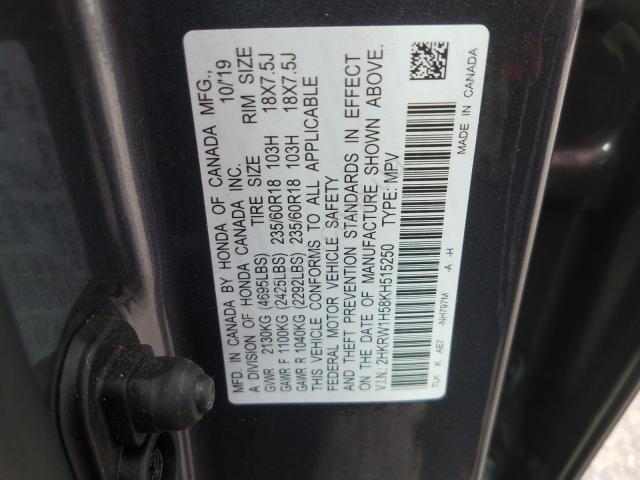 MFD. IN CANADA BY HONDA OF CANADA MFG.,
A DIVISION OF HONDA CANADA INC. 10/'19
TIRE SIZE RIM SIZE
GVWR 2130KG (4695LBS)
GAWR F 1100KG (2425LBS) 235/60R18 103H 18X7.5J
GAWR R 1040KG (2292LBS) 235/60R18 103H 18X7.5J
THIS VEHICLE CONFORMS TO ALL APPLICABLE
FEDERAL MOTOR VEHICLE SAFETY
AND THEFT PREVENTION STANDARDS IN EFFECT
ON THE DATE OF MANUFACTURE SHOWN ABOVE.
V.I.N.: 2HKRW1H58KH515250 TYPE: MPV
TLK K AE7 -NH797M -A -H
MADE IN CANADA